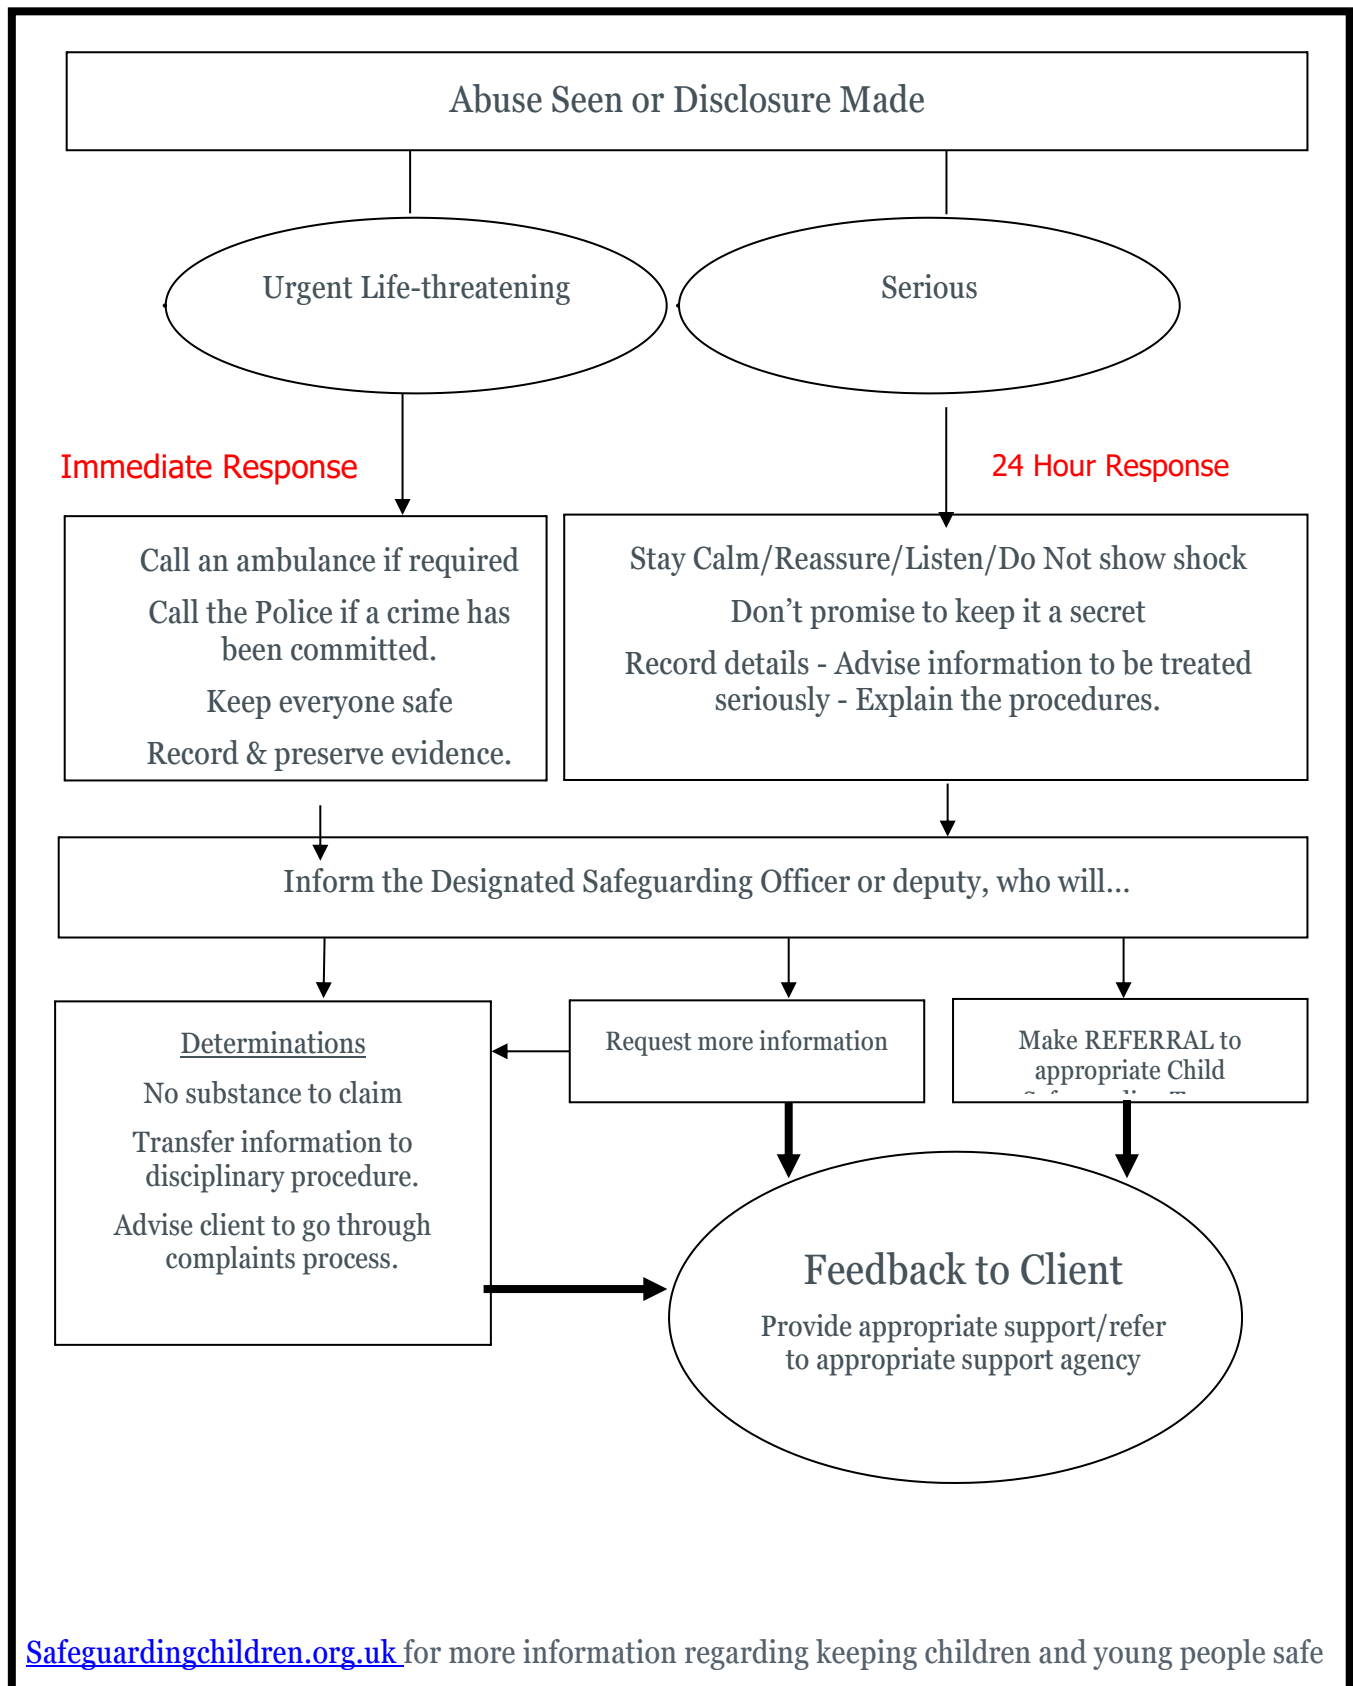 Abuse Seen or Disclosure Made
Urgent Life-threatening
Serious
Immediate Response
24 Hour Response
Call an ambulance if required
Call the Police if a crime has
been committed.
Keep everyone safe
Record & preserve evidence.
Stay Calm/Reassure/Listen/Do Not show shock
Don’t promise to keep it a secret
Record details - Advise information to be treated
seriously - Explain the procedures.
Inform the Designated Safeguarding Officer or deputy, who will…
Determinations
No substance to claim
Transfer information to
disciplinary procedure.
Advise client to go through
complaints process.
Request more information
Make REFERRAL to
appropriate Child
Feedback to Client
Provide appropriate support/refer
to appropriate support agency
Safeguardingchildren.org.uk for more information regarding keeping children and young people safe